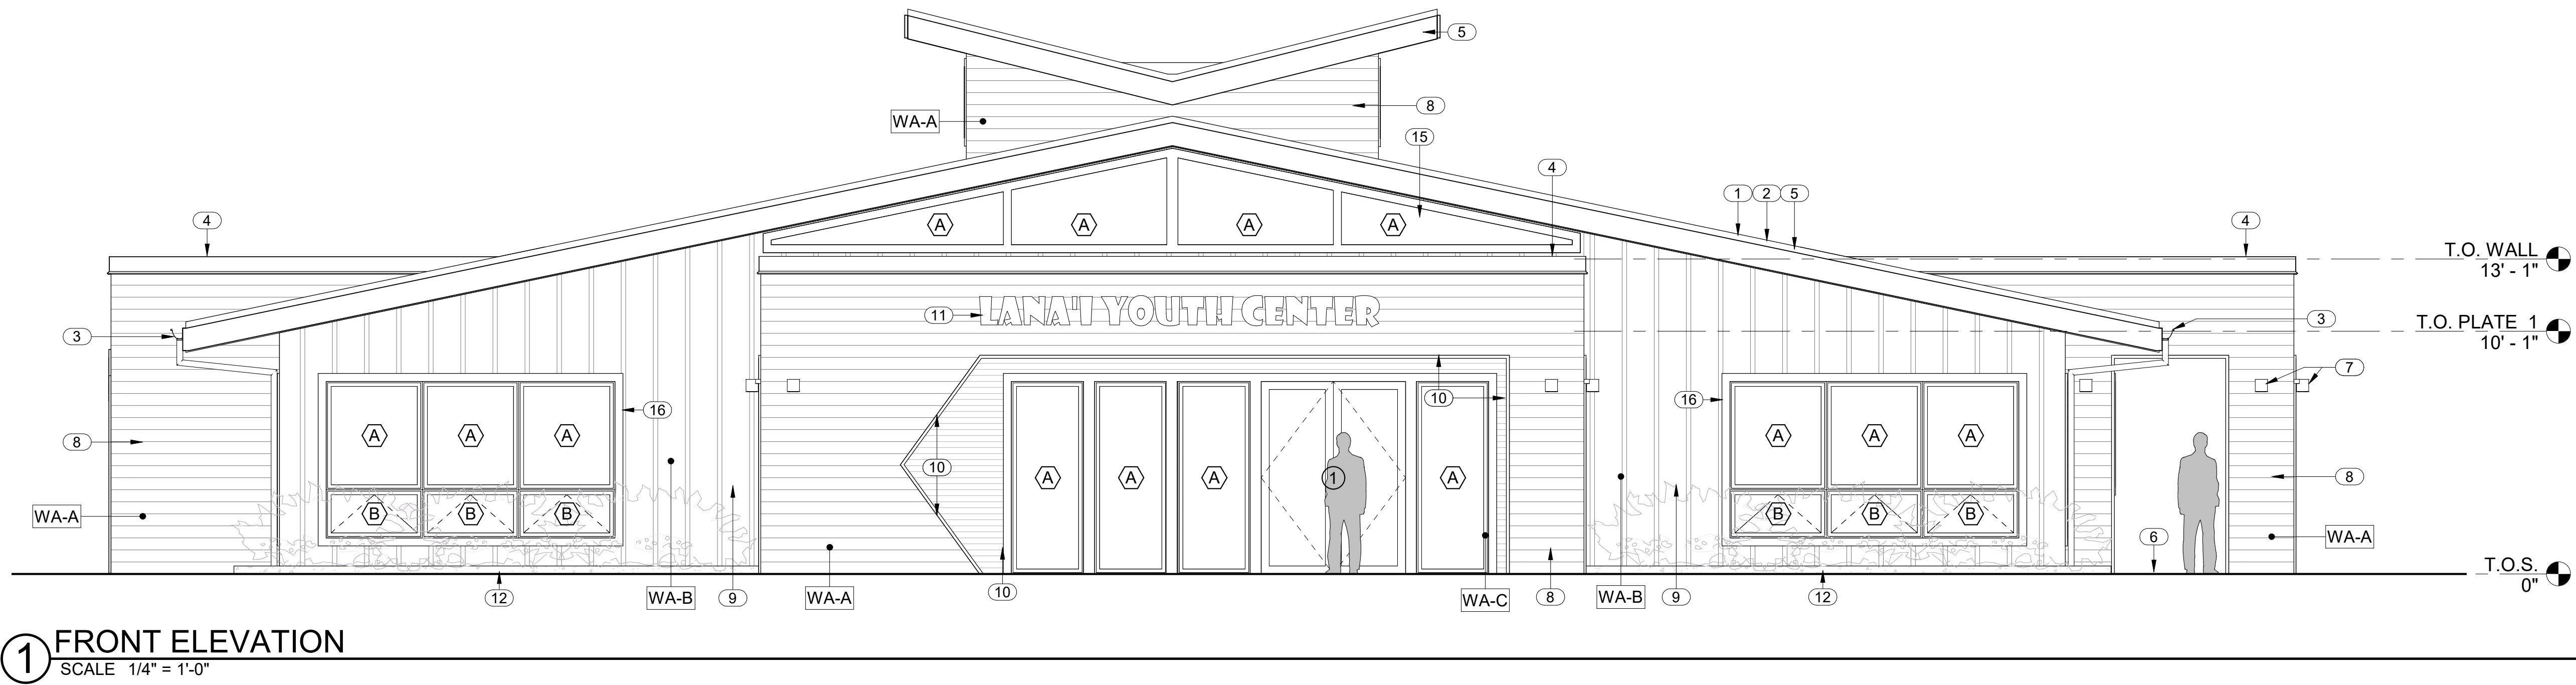 5
WA-A
8
15
4
1 2 5
4
4
T.O. WALL
13' - 1"
3
11
LANA'I YOUTH CENTER
3
T.O. PLATE 1
10' - 1"
A A A A
7
10
16
16
8
A A A
10
A A A
A A A
1
A
8
WA-A
B B B
B B B
6
WA-A
T.O.S.
0"
12
WA-B
9
WA-A
10
WA-C
8
WA-B
9
12
1 FRONT ELEVATION
SCALE 1/4" = 1'-0"